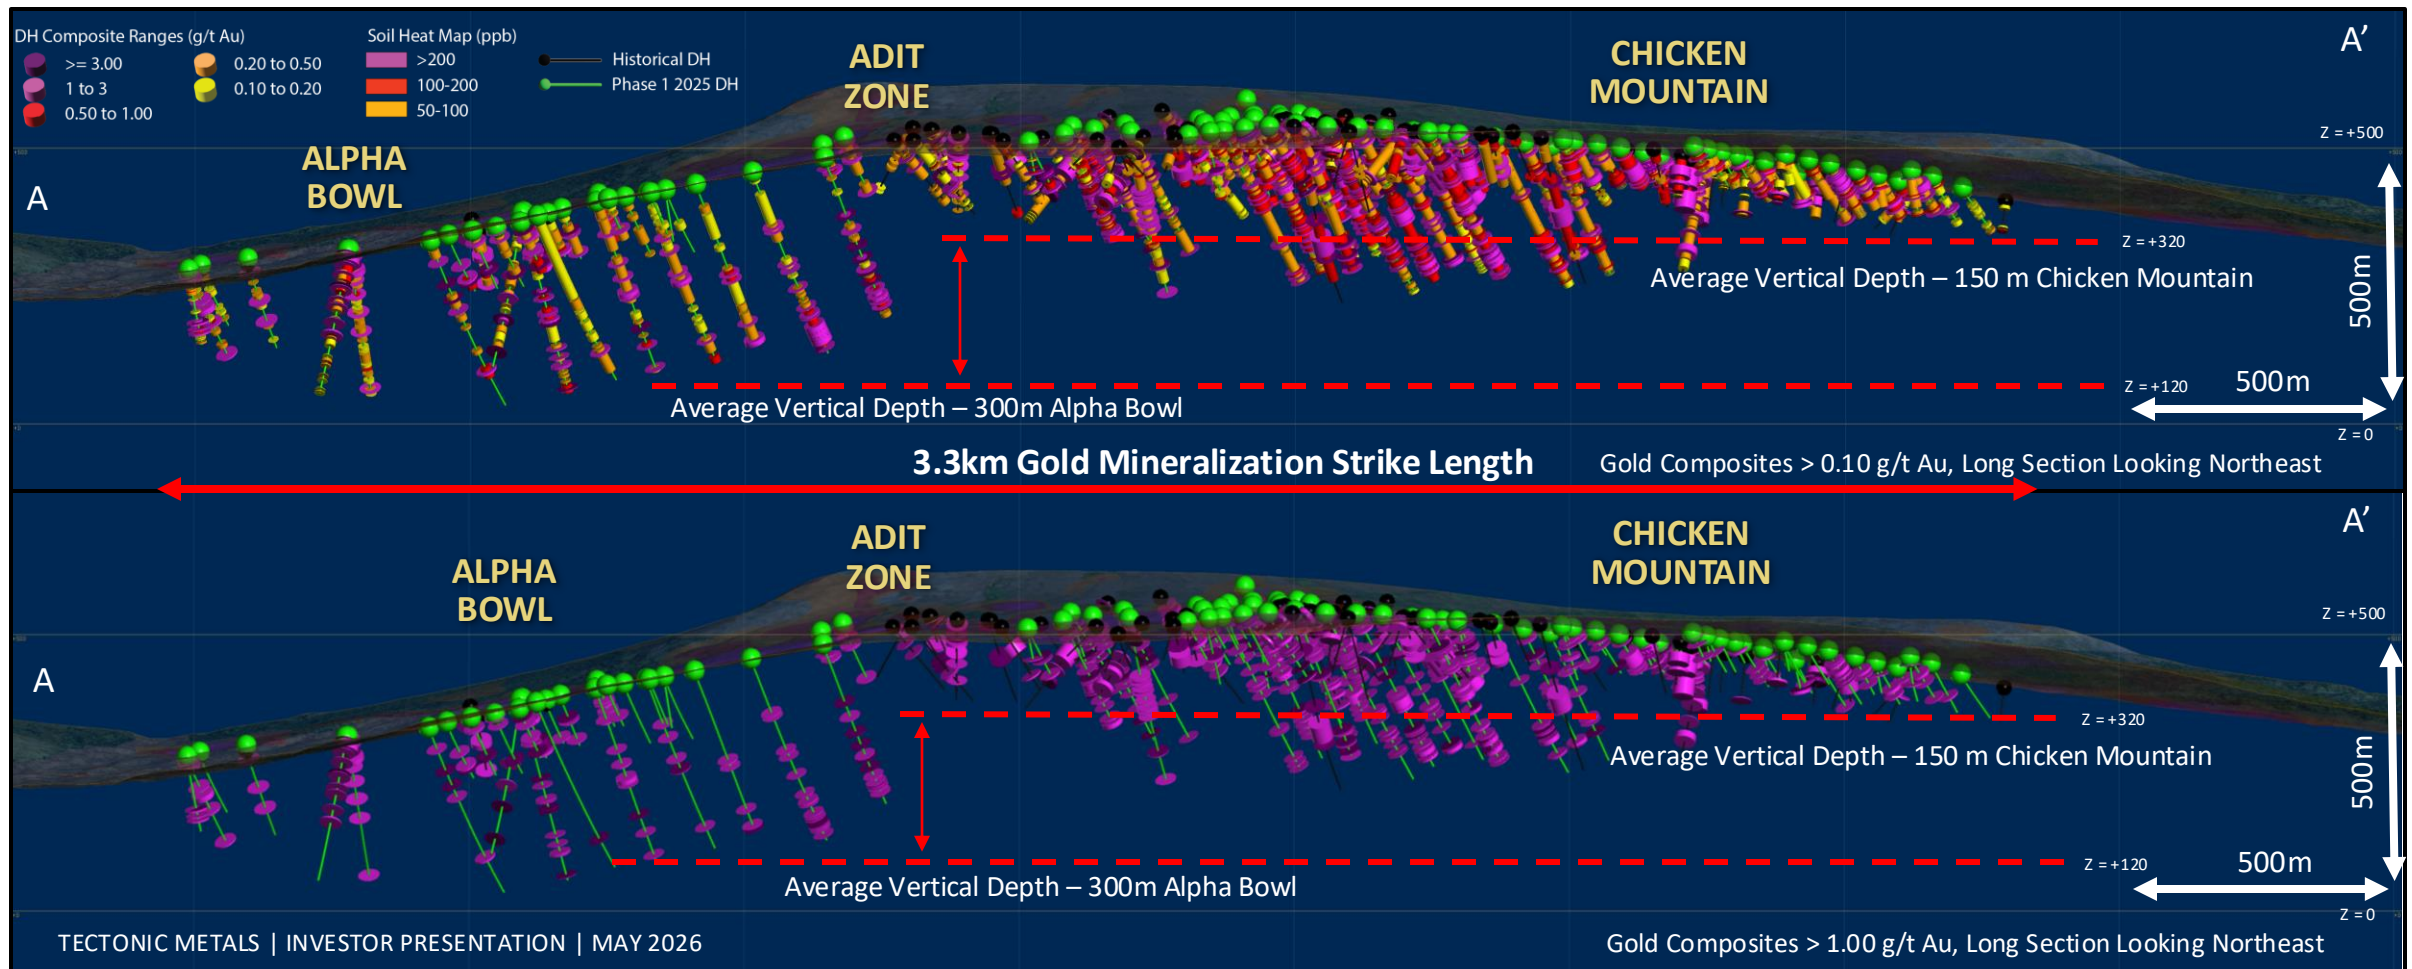 DH Composite Ranges (g/t Au)
>= 3.00
1 to 3
0.50 to 1.00
0.20 to 0.50
0.10 to 0.20
Soil Heat Map (ppb)
>200
100-200
50-100
Historical DH
Phase 1 2025 DH
ALPHA
BOWL
ADIT
ZONE
CHICKEN
MOUNTAIN
A
A’
Z = +500
Z = +320
Average Vertical Depth – 150 m Chicken Mountain
500m
Z = +120
500m
Average Vertical Depth – 300m Alpha Bowl
Z = 0
3.3km Gold Mineralization Strike Length
Gold Composites > 0.10 g/t Au, Long Section Looking Northeast
ALPHA
BOWL
ADIT
ZONE
CHICKEN
MOUNTAIN
A
A’
Z = +500
Z = +320
Average Vertical Depth – 150 m Chicken Mountain
500m
Z = +120
500m
Average Vertical Depth – 300m Alpha Bowl
Z = 0
TECTONIC METALS | INVESTOR PRESENTATION | MAY 2026
Gold Composites > 1.00 g/t Au, Long Section Looking Northeast